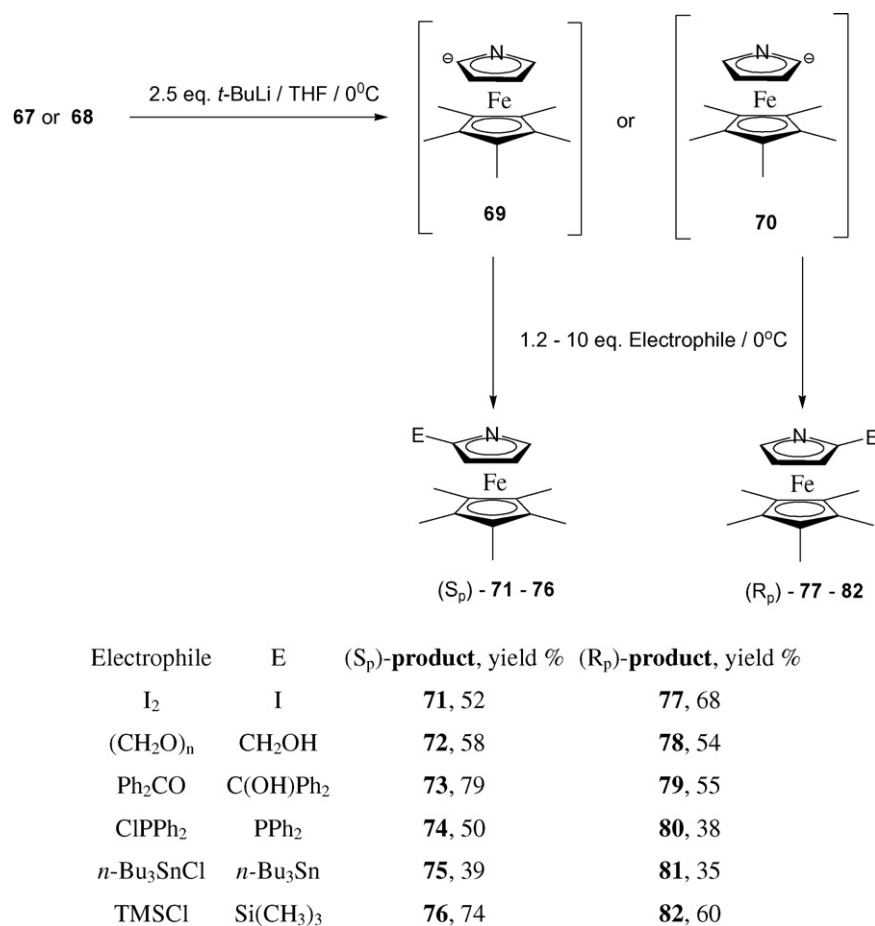 67 or 68
2.5 eq. t-BuLi / THF / 0⁰C
⊖
N
Fe
69
or
N
⊖
Fe
70
1.2 - 10 eq. Electrophile / 0ºC
E
N
Fe
(Sₚ) - 71 - 76
N
E
Fe
(Rₚ) - 77 - 82
Electrophile E (Sₚ)-product, yield % (Rₚ)-product, yield %
I₂ I 71, 52 77, 68
(CH₂O)ₙ CH₂OH 72, 58 78, 54
Ph₂CO C(OH)Ph₂ 73, 79 79, 55
ClPPh₂ PPh₂ 74, 50 80, 38
n-Bu₃SnCl n-Bu₃Sn 75, 39 81, 35
TMSCl Si(CH₃)₃ 76, 74 82, 60